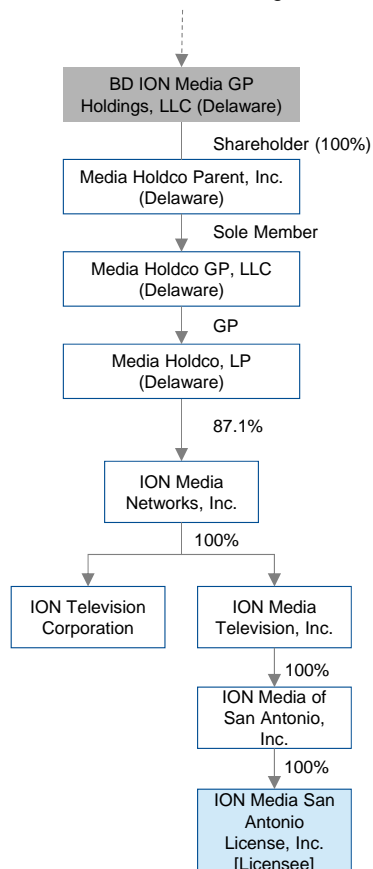 BD ION Media GP
Holdings, LLC (Delaware)
Shareholder (100%)
Media Holdco Parent, Inc.
(Delaware)
Sole Member
Media Holdco GP, LLC
(Delaware)
GP
Media Holdco, LP
(Delaware)
87.1%
ION Media
Networks, Inc.
100%
ION Television
Corporation
ION Media
Television, Inc.
100%
ION Media of
San Antonio,
Inc.
100%
ION Media San
Antonio
License, Inc.
[Licensee]